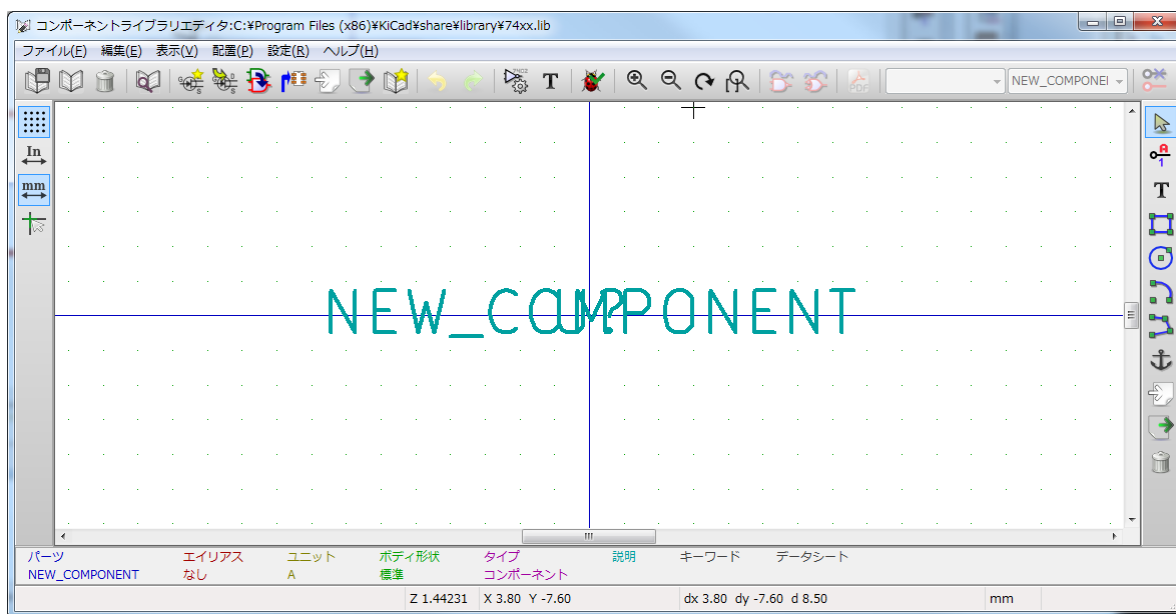 コンポーネントライブラリエディタ:C:¥Program Files (x86)¥KiCad¥share¥library¥74xx.lib
ファイル(F) 編集(E) 表示(V) 配置(P) 設定(R) ヘルプ(H)
T NEW_COMPONEI
In
mm
A
1
T
NEW_COMPONENT
U?
パーツ エイリアス ユニット ボディ形状 タイプ 説明 キーワード データシート
NEW_COMPONENT なし A 標準 コンポーネント
Z 1.44231 X 3.80 Y -7.60 dx 3.80 dy -7.60 d 8.50 mm